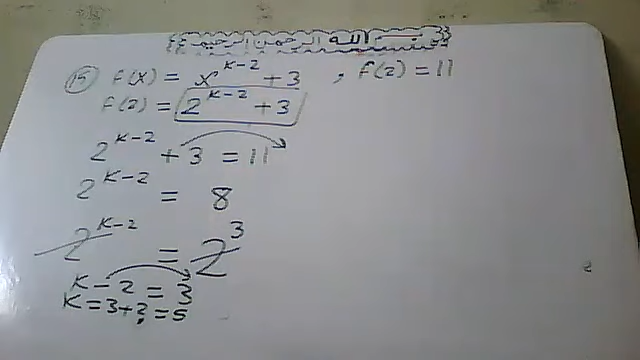 بسم الله الرحمن الرحيم
15 f(x) = x^{k-2} + 3 , f(2) = 11
f(2) = 2^{k-2} + 3
2^{k-2} + 3 = 11
2^{k-2} = 8
2^{k-2} = 2^3
k - 2 = 3
k = 3 + 2 = 5